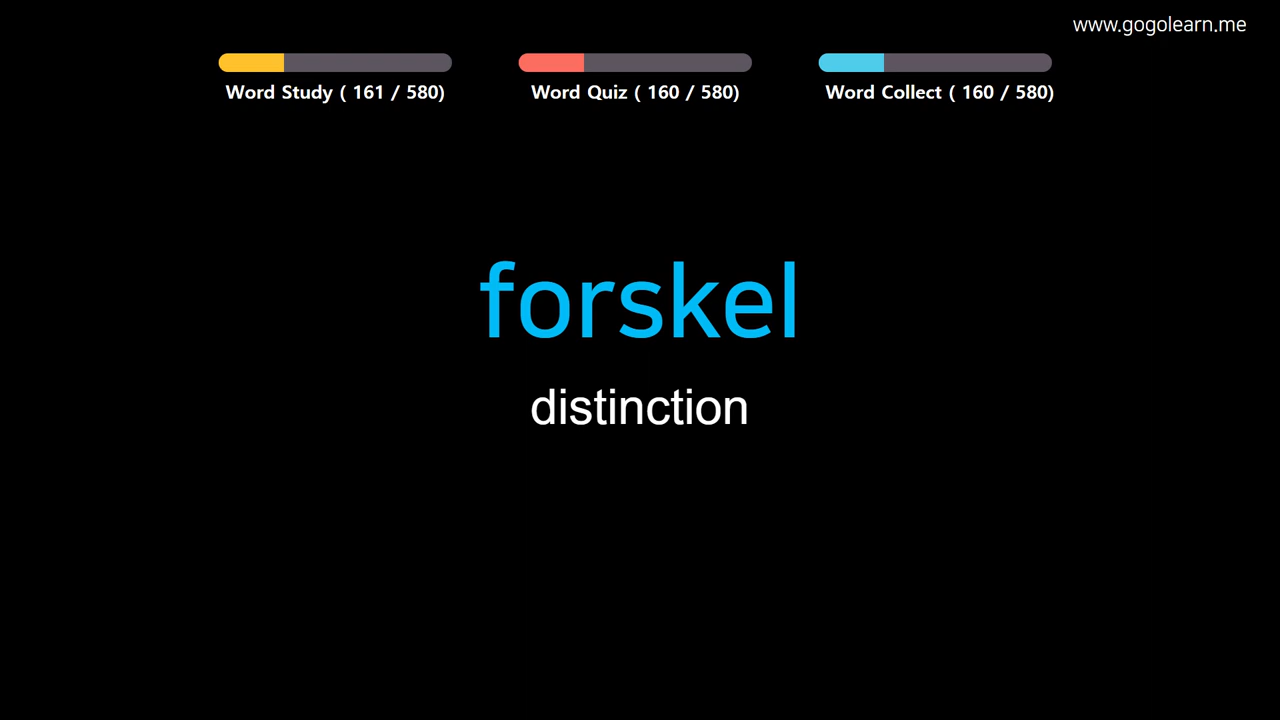 www.gogolearn.me
Word Study ( 161 / 580)
Word Quiz ( 160 / 580)
Word Collect ( 160 / 580)
forskel
distinction